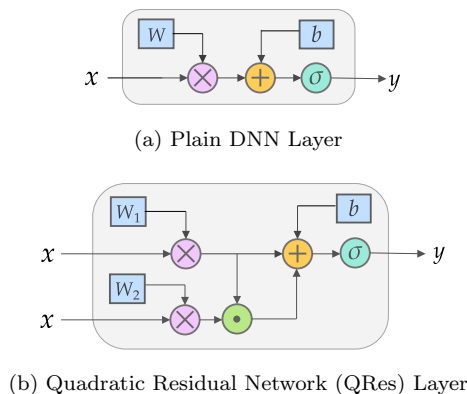 W b
x × + σ y
(a) Plain DNN Layer
W₁ b
x × + σ y
W₂
x × •
(b) Quadratic Residual Network (QRes) Layer